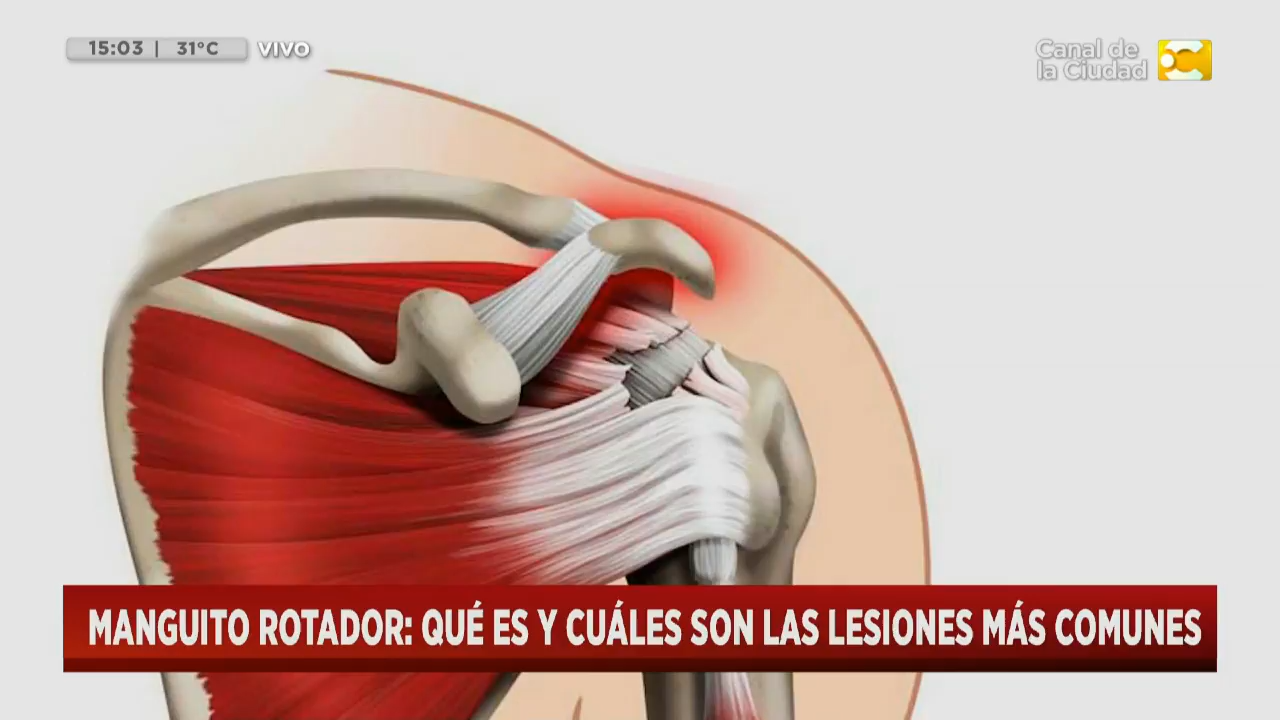 15:03 | 31°C VIVO
Canal de
la Ciudad
MANGUITO ROTADOR: QUÉ ES Y CUÁLES SON LAS LESIONES MÁS COMUNES